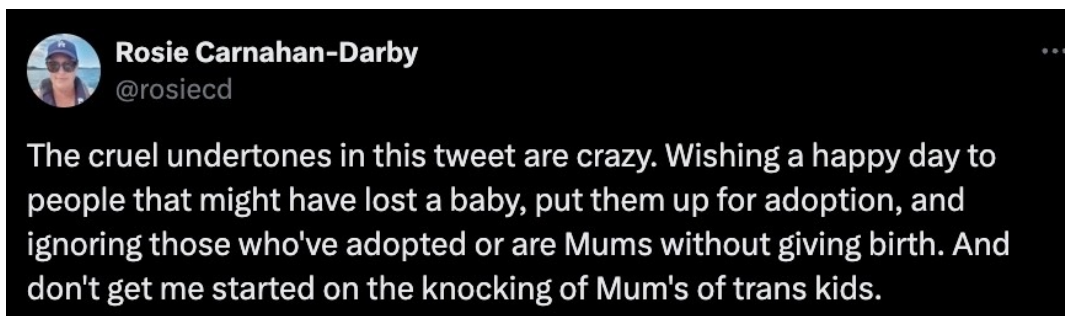 Rosie Carnahan-Darby
@rosiecd
The cruel undertones in this tweet are crazy. Wishing a happy day to
people that might have lost a baby, put them up for adoption, and
ignoring those who've adopted or are Mums without giving birth. And
don't get me started on the knocking of Mum's of trans kids.